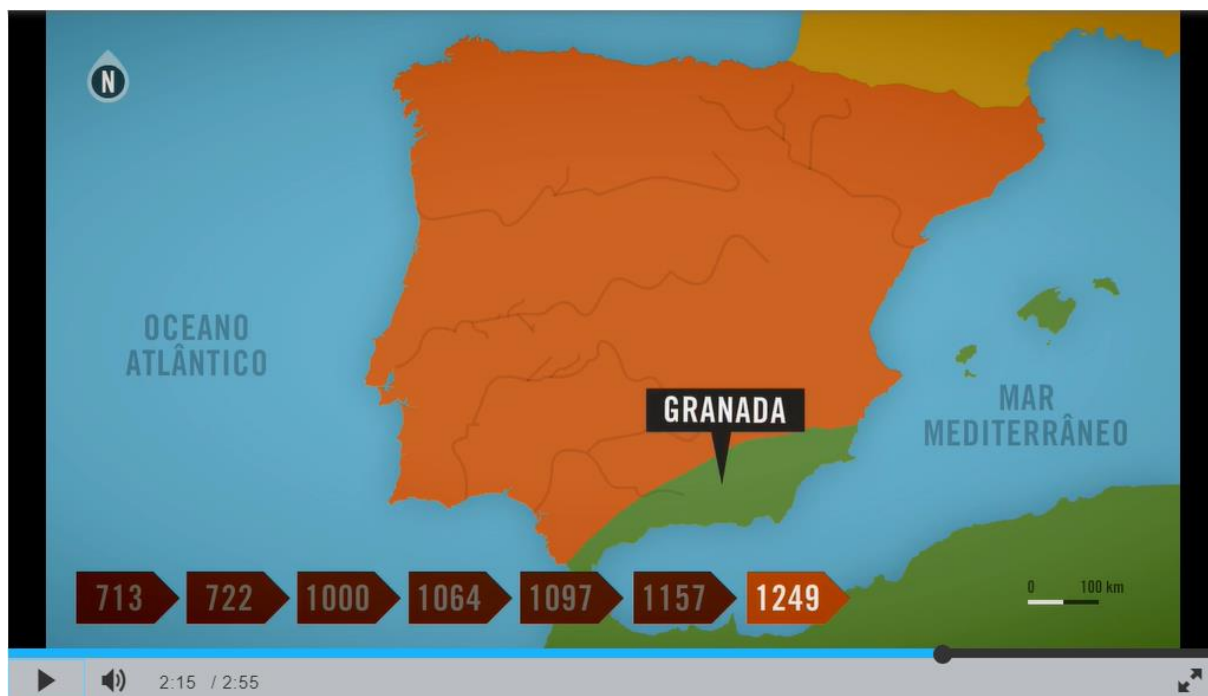 N
OCEANO
ATLÂNTICO
GRANADA
MAR
MEDITERRÂNEO
713
722
1000
1064
1097
1157
1249
0 100 km
2:15 / 2:55